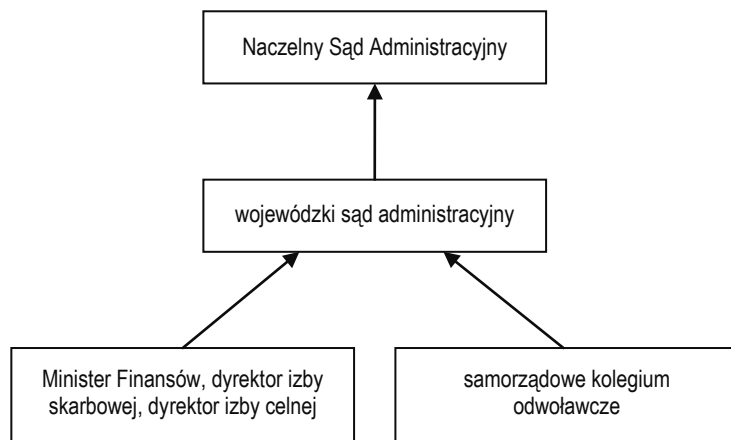 Naczelny Sąd Administracyjny
wojewódzki sąd administracyjny
Minister Finansów, dyrektor izby
skarbowej, dyrektor izby celnej
samorządowe kolegium
odwoławcze